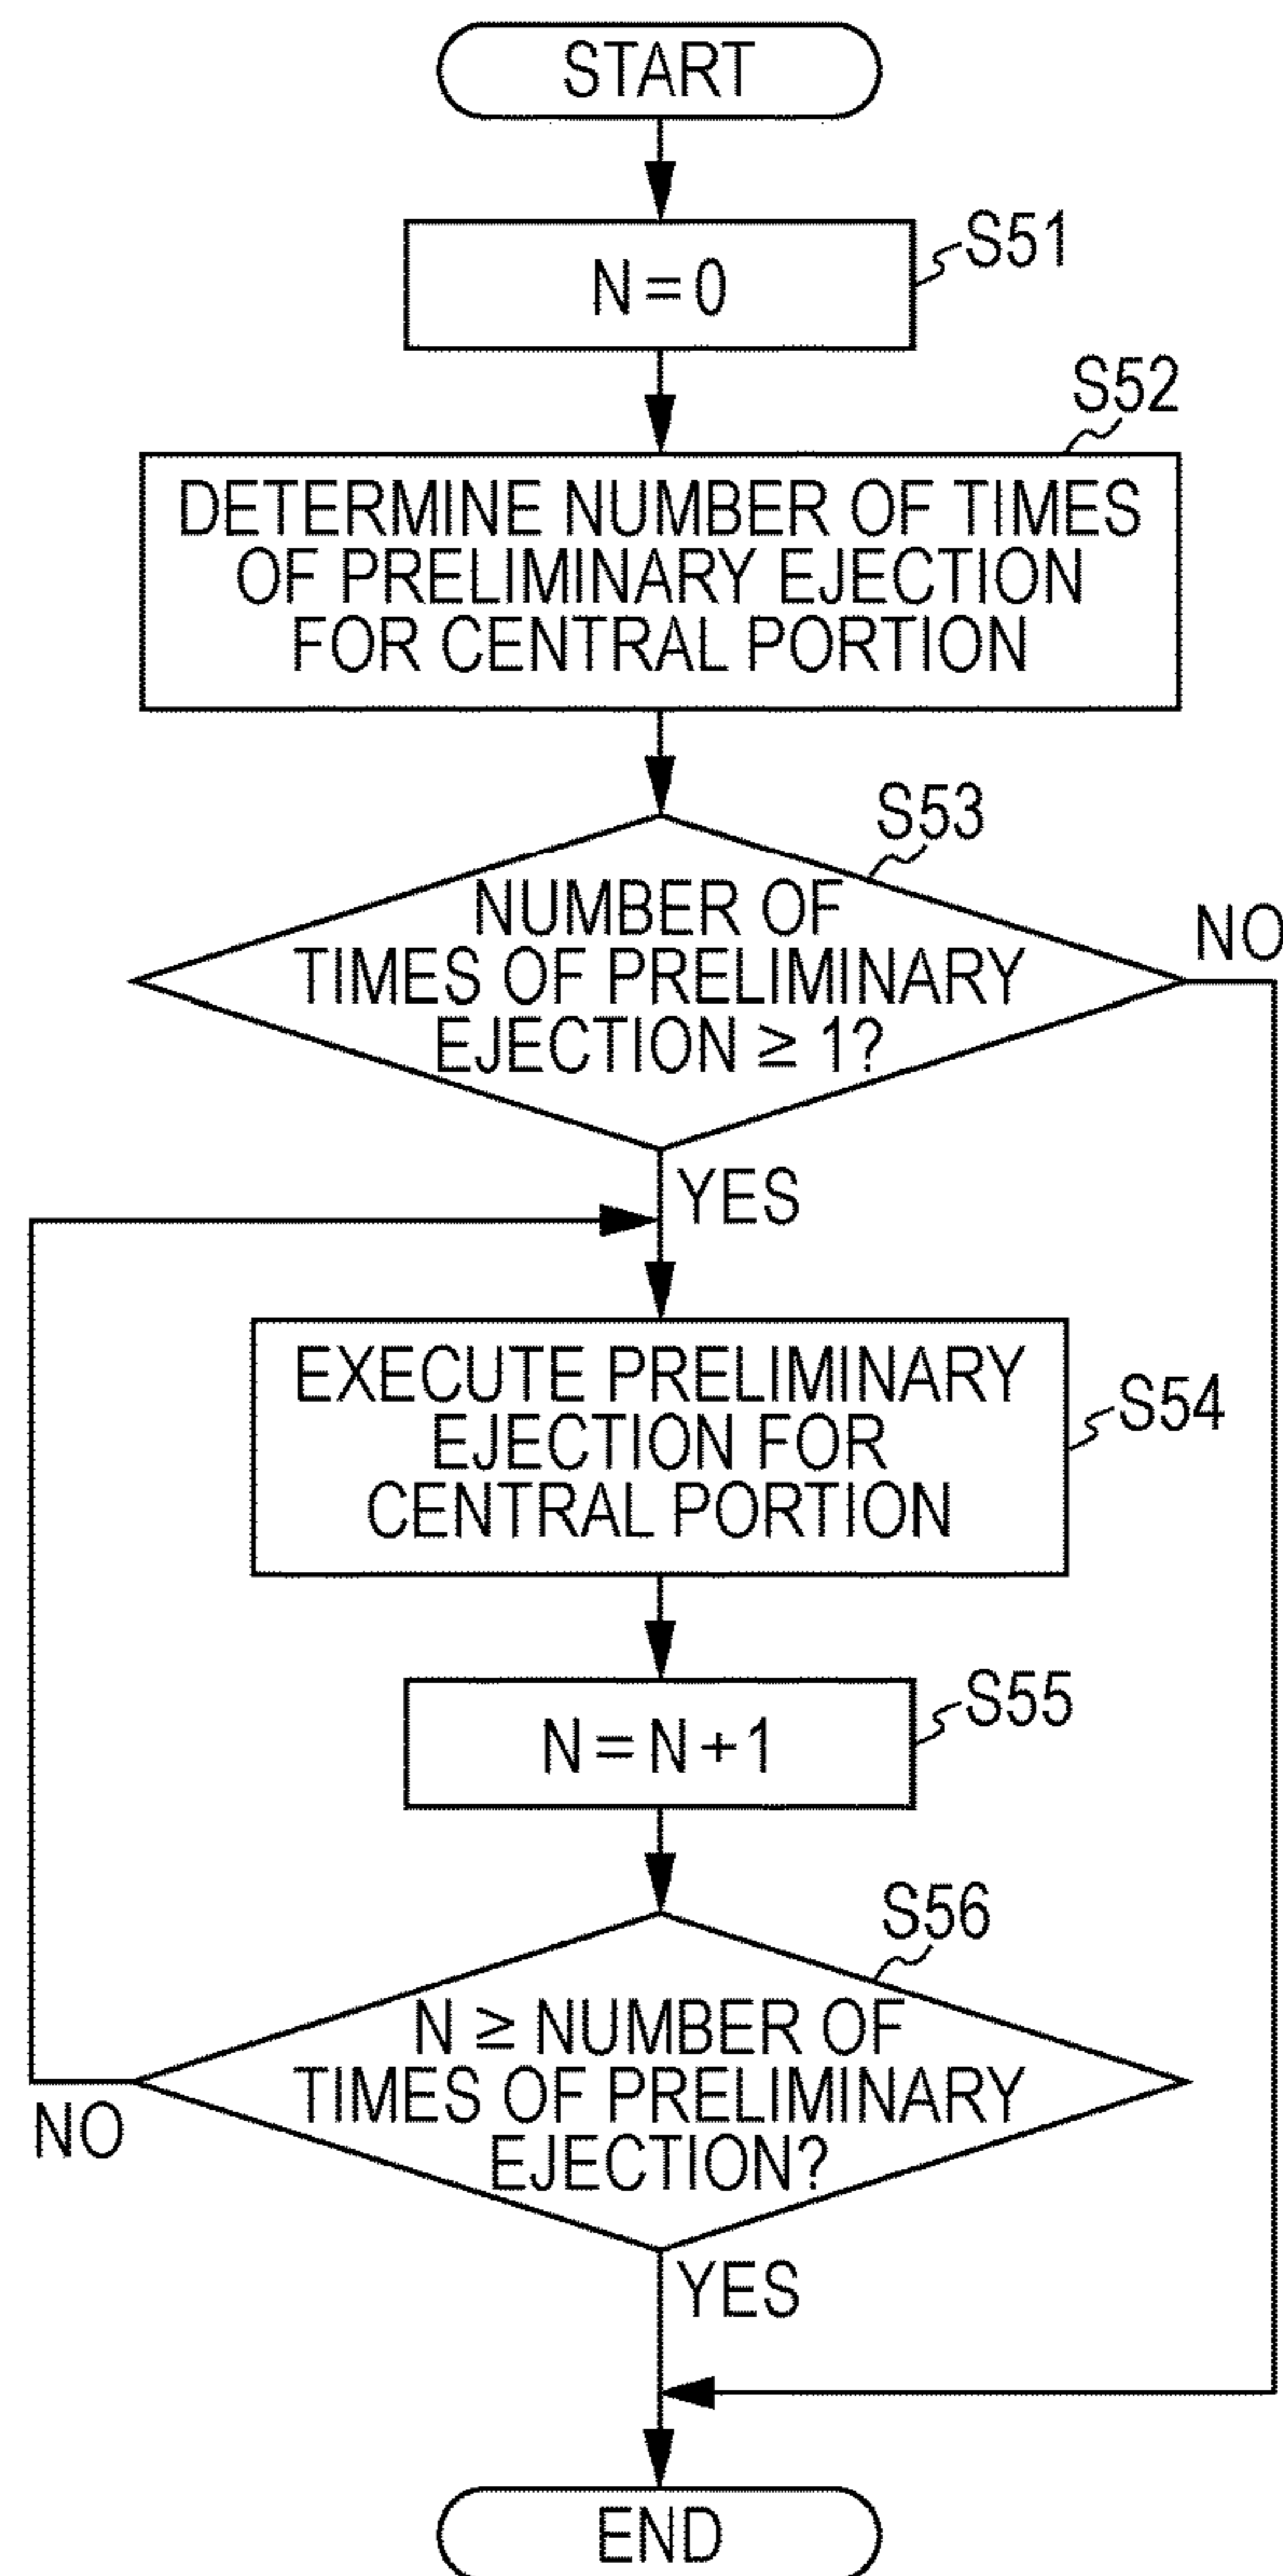 START
N=0
S51
S52
DETERMINE NUMBER OF TIMES
OF PRELIMINARY EJECTION
FOR CENTRAL PORTION
S53
NUMBER OF
TIMES OF PRELIMINARY
EJECTION ≥ 1?
NO
YES
EXECUTE PRELIMINARY
EJECTION FOR
CENTRAL PORTION
S54
N=N+1
S55
S56
N ≥ NUMBER OF
TIMES OF PRELIMINARY
EJECTION?
NO
YES
END